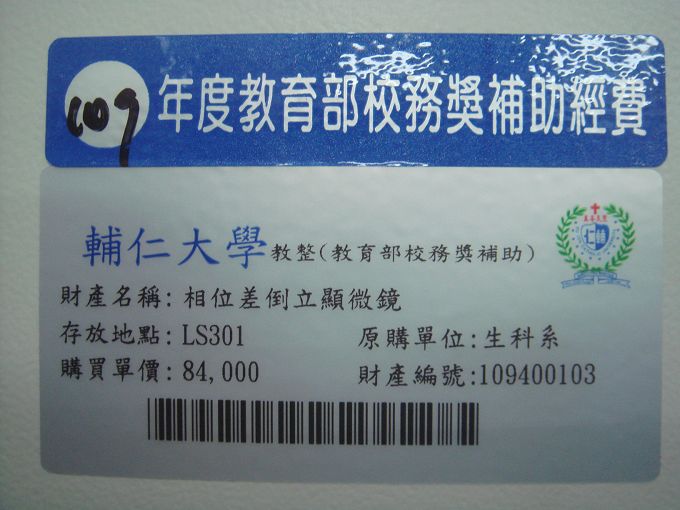 109年度教育部校務獎補助經費
輔仁大學教整(教育部校務獎補助)
財產名稱: 相位差倒立顯微鏡
存放地點: LS301 原購單位: 生科系
購買單價: 84,000 財產編號:109400103